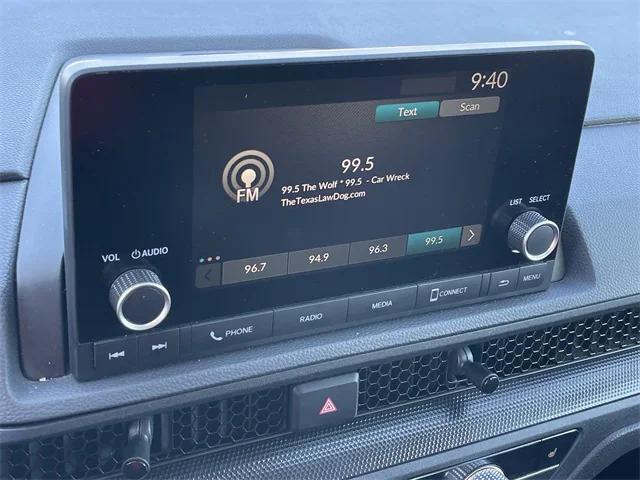 9:40
Text Scan
99.5
FM
99.5 The Wolf * 99.5 - Car Wreck
TheTexasLawDog.com
LIST SELECT
VOL AUDIO
96.7 94.9 96.3 99.5
PHONE RADIO MEDIA CONNECT MENU